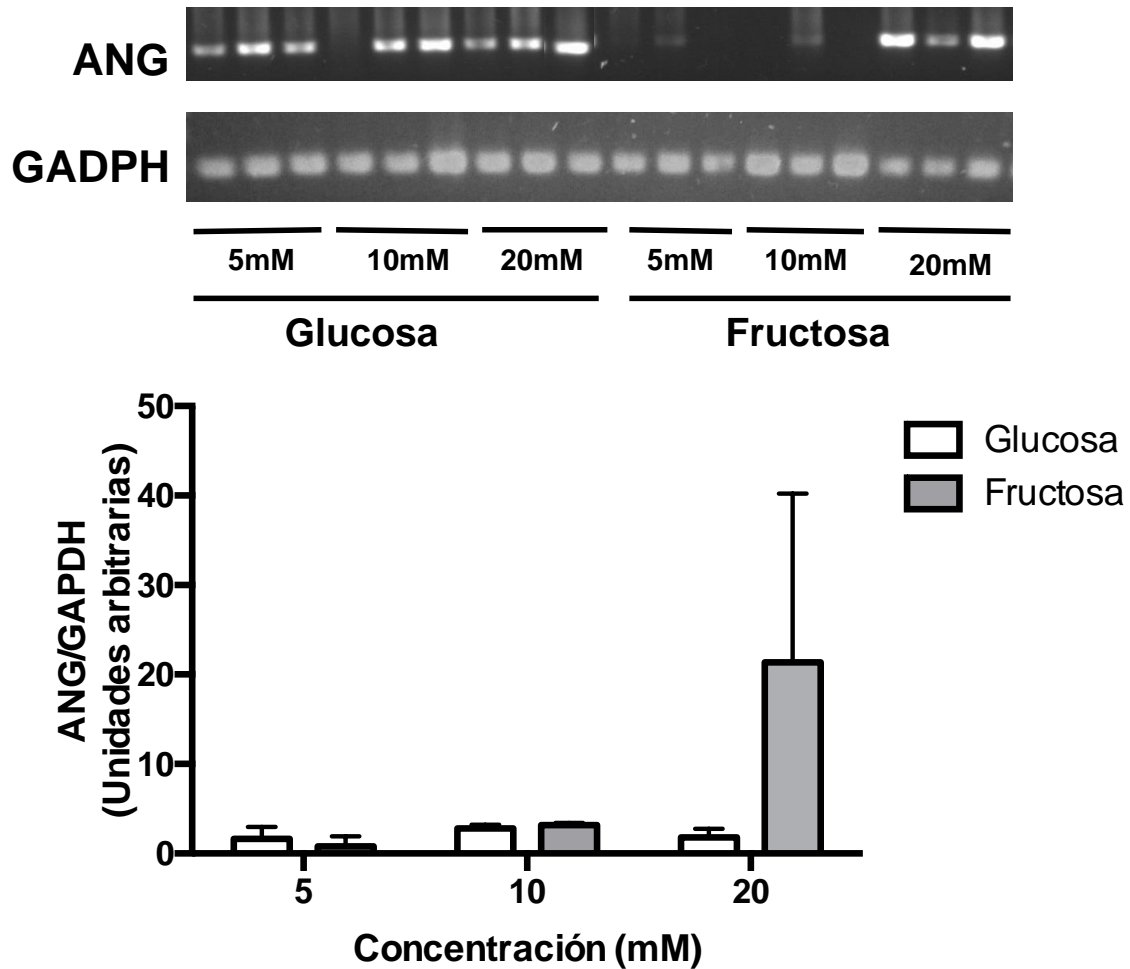 ANG
GADPH
5mM 10mM 20mM 5mM 10mM 20mM
Glucosa Fructosa
50
40
30
20
10
0
ANG/GAPDH
(Unidades arbitrarias)
Glucosa
Fructosa
5 10 20
Concentración (mM)